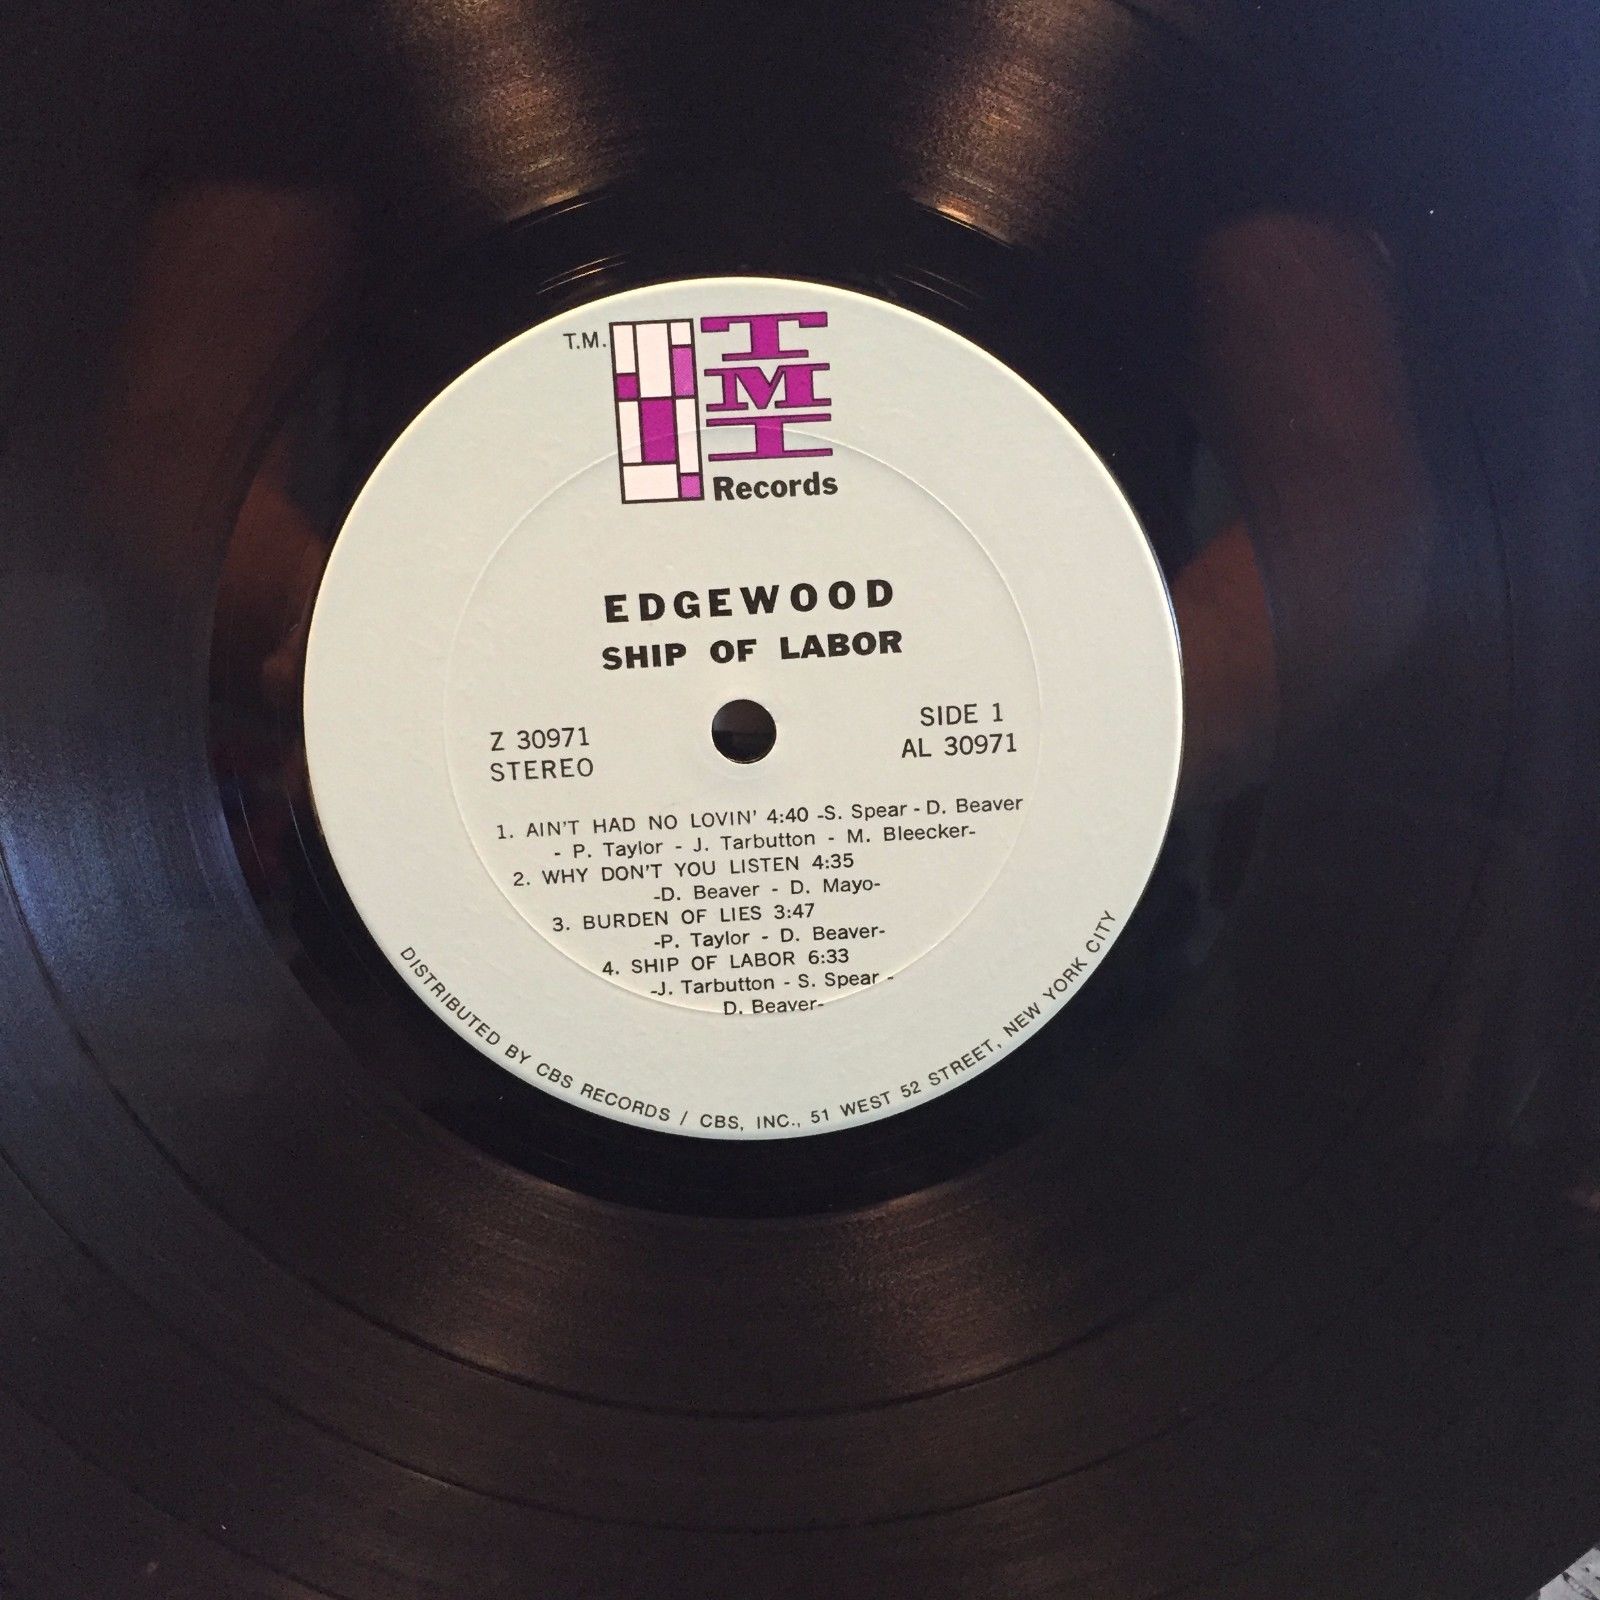 T.M.
TMI
Records
EDGEWOOD
SHIP OF LABOR
Z 30971
STEREO
SIDE 1
AL 30971
1. AIN'T HAD NO LOVIN' 4:40 -S. Spear - D. Beaver
- P. Taylor - J. Tarbutton - M. Bleecker-
2. WHY DON'T YOU LISTEN 4:35
-D. Beaver - D. Mayo-
3. BURDEN OF LIES 3:47
-P. Taylor - D. Beaver-
4. SHIP OF LABOR 6:33
-J. Tarbutton - S. Spear -
D. Beaver-
DISTRIBUTED BY CBS RECORDS / CBS, INC., 51 WEST 52 STREET, NEW YORK CITY